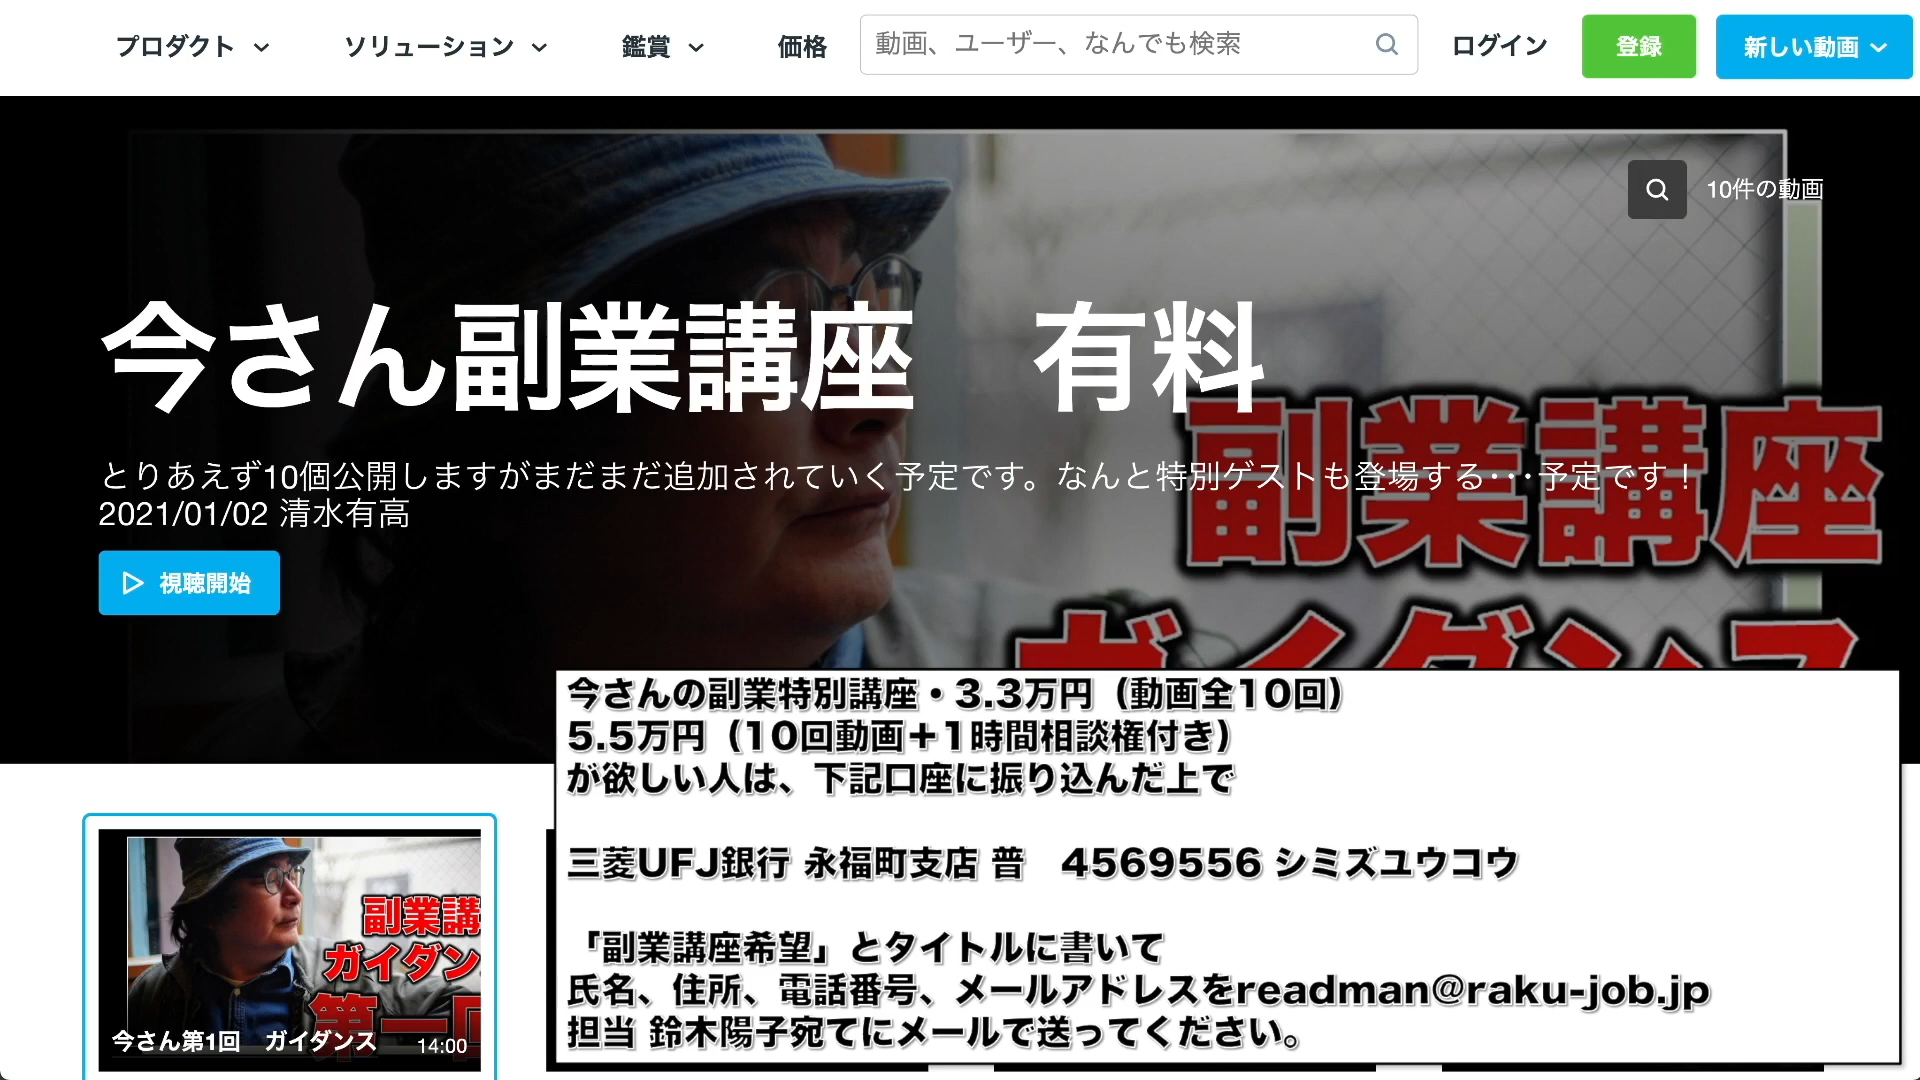 プロダクト
ソリューション
鑑賞
価格
動画、ユーザー、なんでも検索
ログイン
登録
新しい動画
10件の動画
今さん副業講座　有料
副業講座
とりあえず10個公開しますがまだまだ追加されていく予定です。なんと特別ゲストも登場する･･･予定です！
2021/01/02 清水有高
視聴開始
ガイダンス
今さんの副業特別講座・3.3万円（動画全10回）
5.5万円（10回動画＋1時間相談権付き）
が欲しい人は、下記口座に振り込んだ上で
三菱UFJ銀行 永福町支店 普　4569556 シミズユウコウ
「副業講座希望」とタイトルに書いて
氏名、住所、電話番号、メールアドレスをreadman@raku-job.jp
担当 鈴木陽子宛てにメールで送ってください。
副業講
ガイダン
第一回
今さん第1回　ガイダンス
14:00